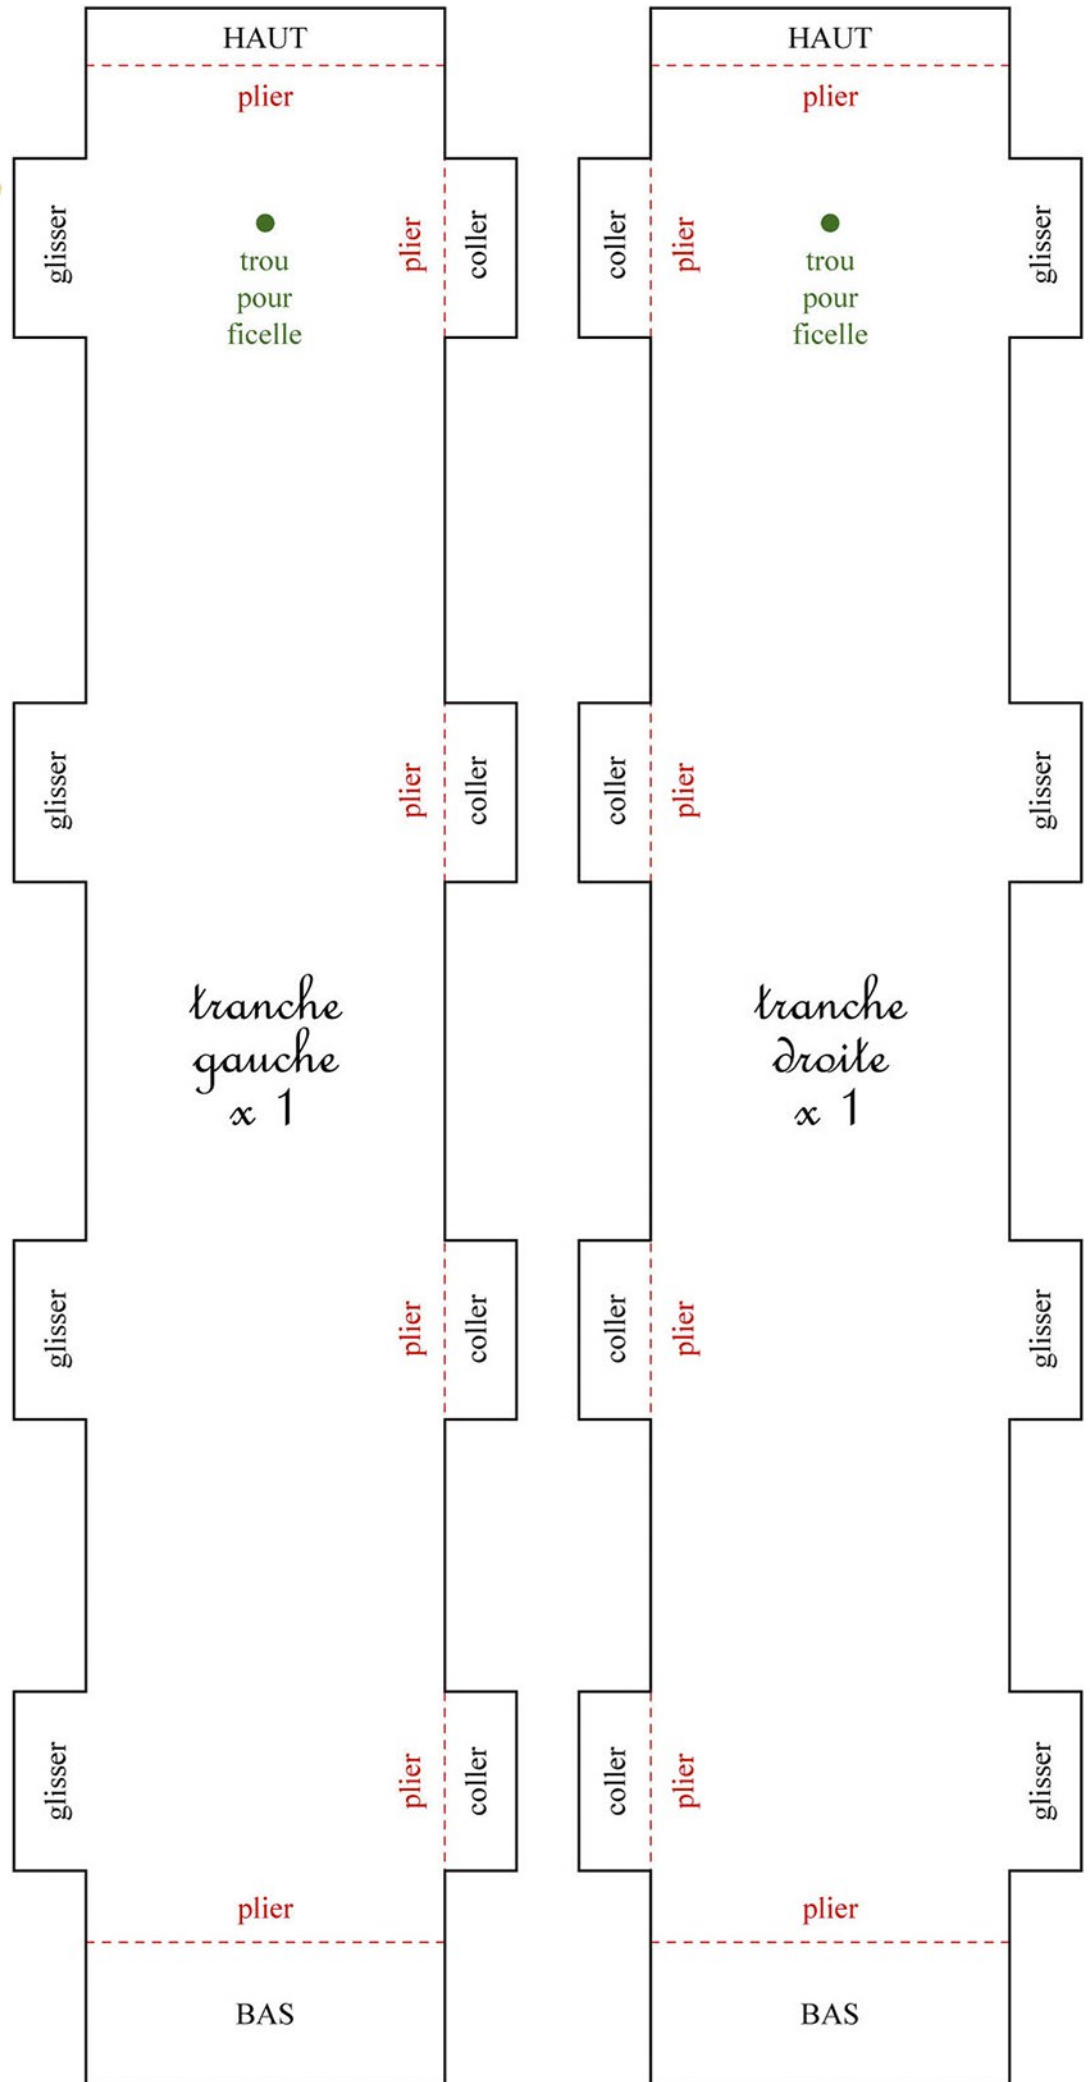 HAUT
plier
glisser
plier
coller
trou
pour
ficelle
glisser
plier
coller
tranche
gauche
x 1
glisser
plier
coller
glisser
plier
coller
plier
BAS
HAUT
plier
coller
plier
glisser
trou
pour
ficelle
coller
plier
glisser
tranche
droite
x 1
coller
plier
glisser
coller
plier
glisser
plier
BAS